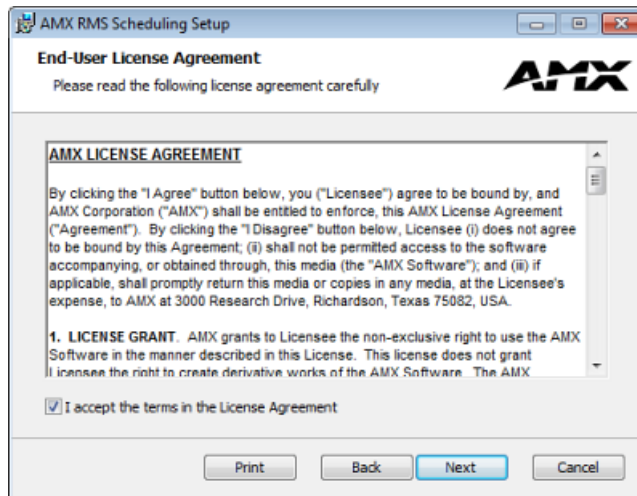 AMX RMS Scheduling Setup
End-User License Agreement
Please read the following license agreement carefully
AMX
AMX LICENSE AGREEMENT
By clicking the "I Agree" button below, you ("Licensee") agree to be bound by, and
AMX Corporation ("AMX") shall be entitled to enforce, this AMX License Agreement
("Agreement").  By clicking the "I Disagree" button below, Licensee (i) does not agree
to be bound by this Agreement; (ii) shall not be permitted access to the software
accompanying, or obtained through, this media (the "AMX Software"); and (iii) if
applicable, shall promptly return this media or copies in any media, at the Licensee's
expense, to AMX at 3000 Research Drive, Richardson, Texas 75082, USA.
1.  LICENSE GRANT.  AMX grants to Licensee the non-exclusive right to use the AMX
Software in the manner described in this License.  This license does not grant
Licensee the right to create derivative works of the AMX Software.  The AMX
I accept the terms in the License Agreement
Print
Back
Next
Cancel